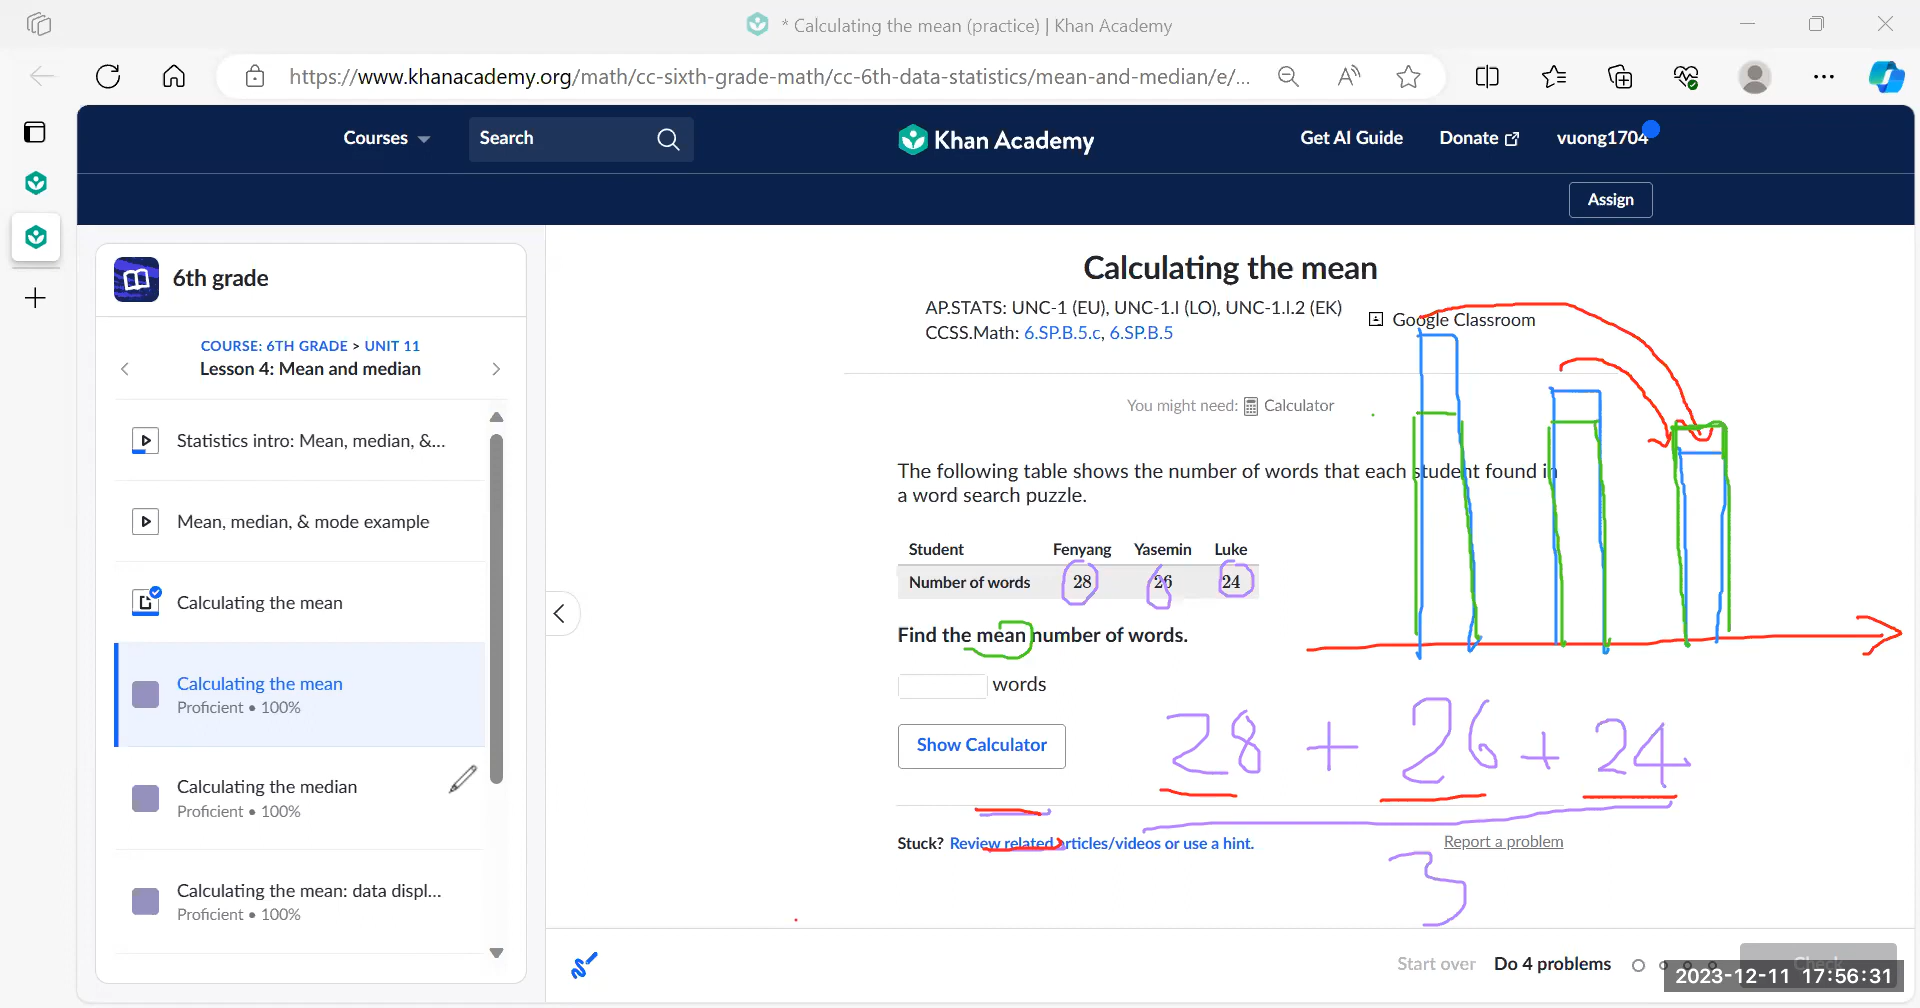 * Calculating the mean (practice) | Khan Academy
https://www.khanacademy.org/math/cc-sixth-grade-math/cc-6th-data-statistics/mean-and-median/e/...
Courses
Search
Khan Academy
Get AI Guide
Donate
vuong1704
Assign
6th grade
COURSE: 6TH GRADE > UNIT 11
Lesson 4: Mean and median
Statistics intro: Mean, median, &...
Mean, median, & mode example
Calculating the mean
Calculating the mean
Proficient • 100%
Calculating the median
Proficient • 100%
Calculating the mean: data displ...
Proficient • 100%
Calculating the mean
AP.STATS: UNC-1 (EU), UNC-1.I (LO), UNC-1.I.2 (EK)
CCSS.Math: 6.SP.B.5.c, 6.SP.B.5
Google Classroom
You might need: Calculator
The following table shows the number of words that each student found in
a word search puzzle.
Student Fenyang Yasemin Luke
Number of words 28 26 24
Find the mean number of words.
words
Show Calculator
28 + 26 + 24
3
Stuck? Review related articles/videos or use a hint.
Report a problem
Start over
Do 4 problems
Check
2023-12-11 17:56:31